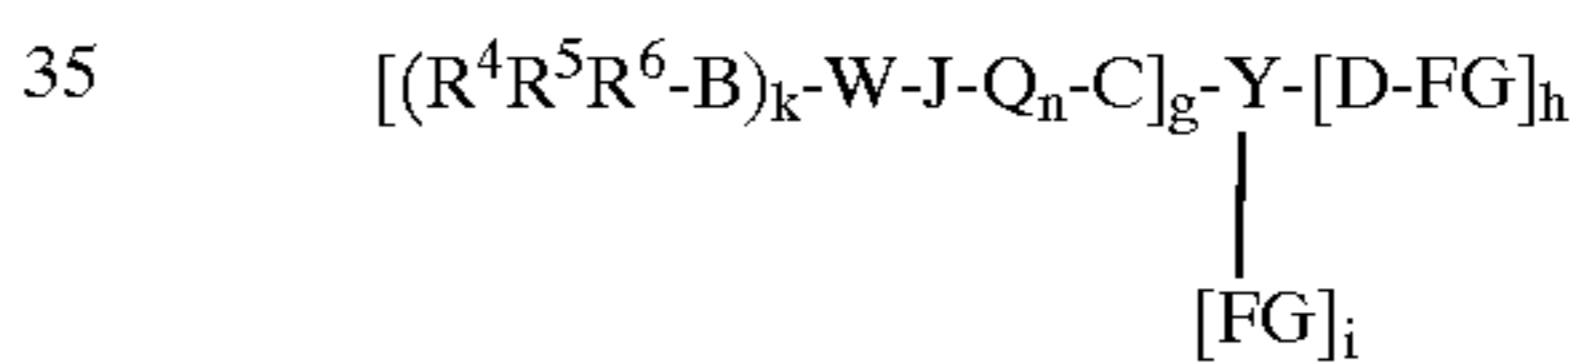 35 [(R⁴R⁵R⁶-B)ₖ-W-J-Qₙ-C]g-Y-[D-FG]ₕ
[FG]ᵢ